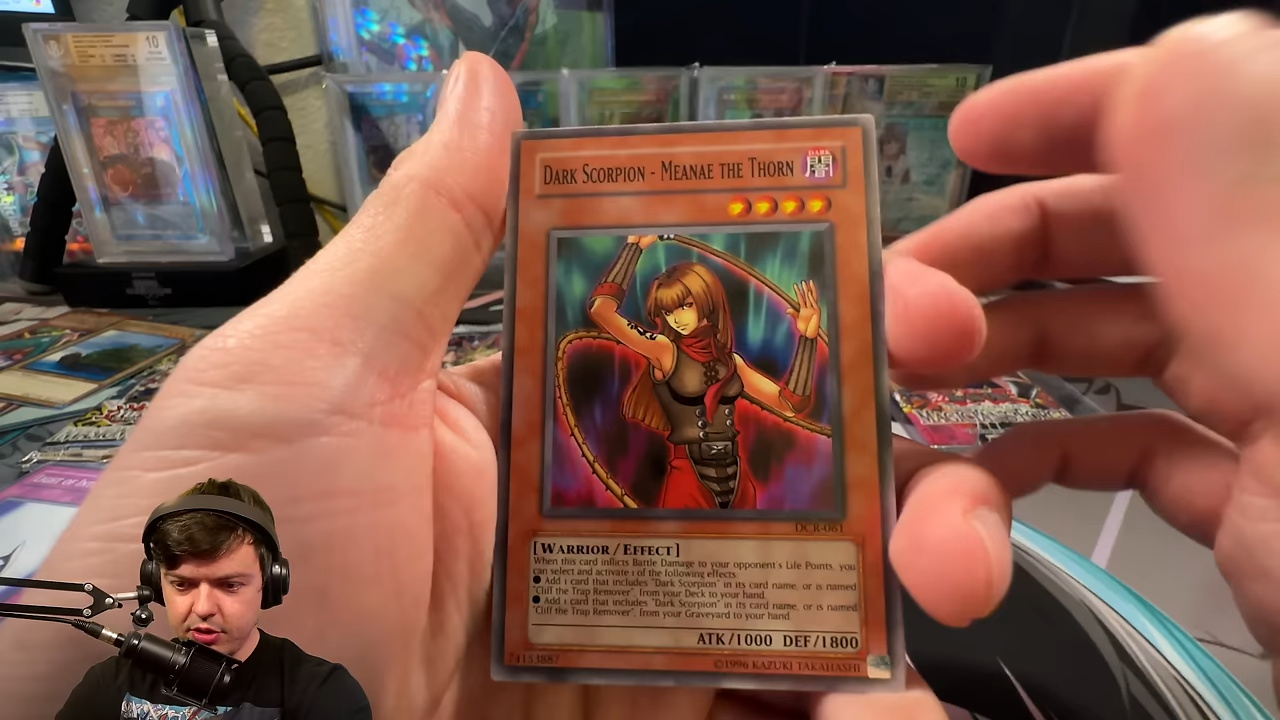 10
10
DARK SCORPION - MEANAE THE THORN
DARK
闇
DCR-061
[WARRIOR/EFFECT]
When this card inflicts Battle Damage to your opponent's Life Points, you
can select and activate 1 of the following effects.
● Add 1 card that includes "Dark Scorpion" in its card name, or is named
"Cliff the Trap Remover", from your Deck to your hand.
● Add 1 card that includes "Dark Scorpion" in its card name, or is named
"Cliff the Trap Remover", from your Graveyard to your hand.
ATK/1000 DEF/1800
74153887
©1996 KAZUKI TAKAHASHI